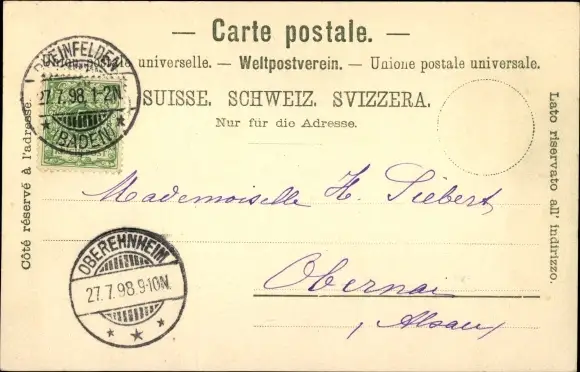 — Carte postale. —
Union postale universelle. — Weltpostverein. — Unione postale universale.
SUISSE. SCHWEIZ. SVIZZERA.
Nur für die Adresse.
Côté réservé à l'adresse.
Lato riservato all' indirizzo.
RHEINFELDEN
27.7.98. 1-2N
* (BADEN) *
Mademoiselle H. Siebert
OBEREHNHEIM
27.7.98.9-10N.
* * *
Obernai
(Alsace)